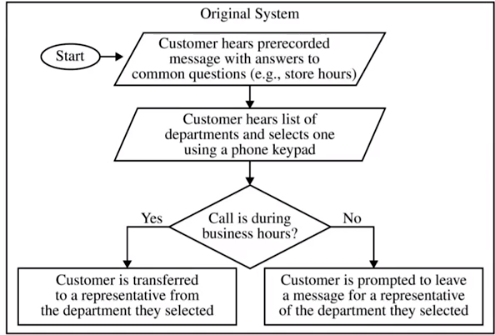 Original System
Start
Customer hears prerecorded
message with answers to
common questions (e.g., store hours)
Customer hears list of
departments and selects one
using a phone keypad
Call is during
business hours?
Yes
No
Customer is transferred
to a representative from
the department they selected
Customer is prompted to leave
a message for a representative
of the department they selected